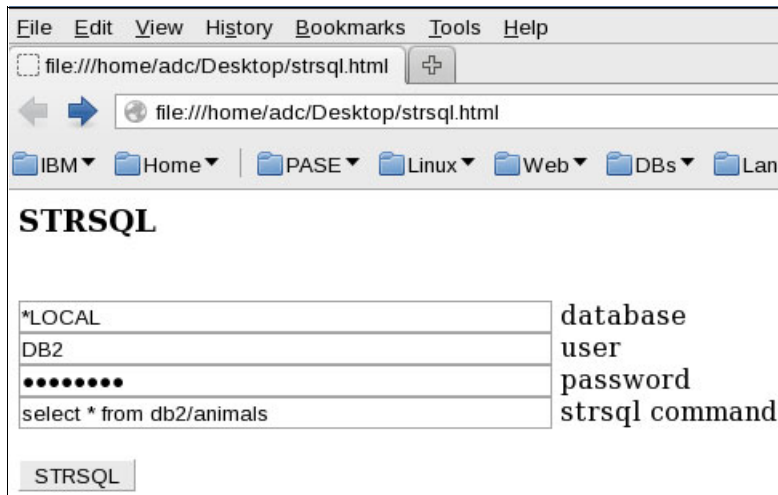 File Edit View History Bookmarks Tools Help
file:///home/adc/Desktop/strsql.html
file:///home/adc/Desktop/strsql.html
IBM Home PASE Linux Web DBs Lan
STRSQL
*LOCAL database
DB2 user
●●●●●●●● password
select * from db2/animals strsql command
STRSQL